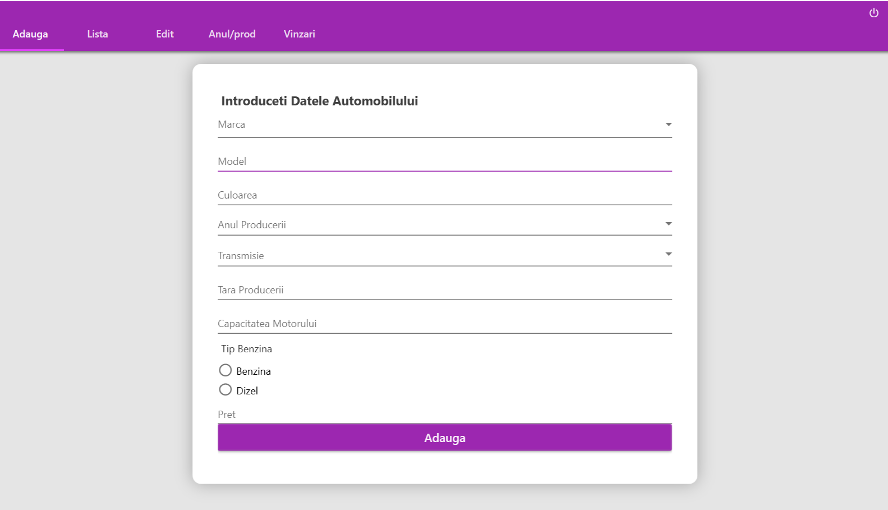 Adauga Lista Edit Anul/prod Vinzari
Introduceti Datele Automobilului
Marca
Model
Culoarea
Anul Producerii
Transmisie
Tara Producerii
Capacitatea Motorului
Tip Benzina
Benzina
Dizel
Pret
Adauga